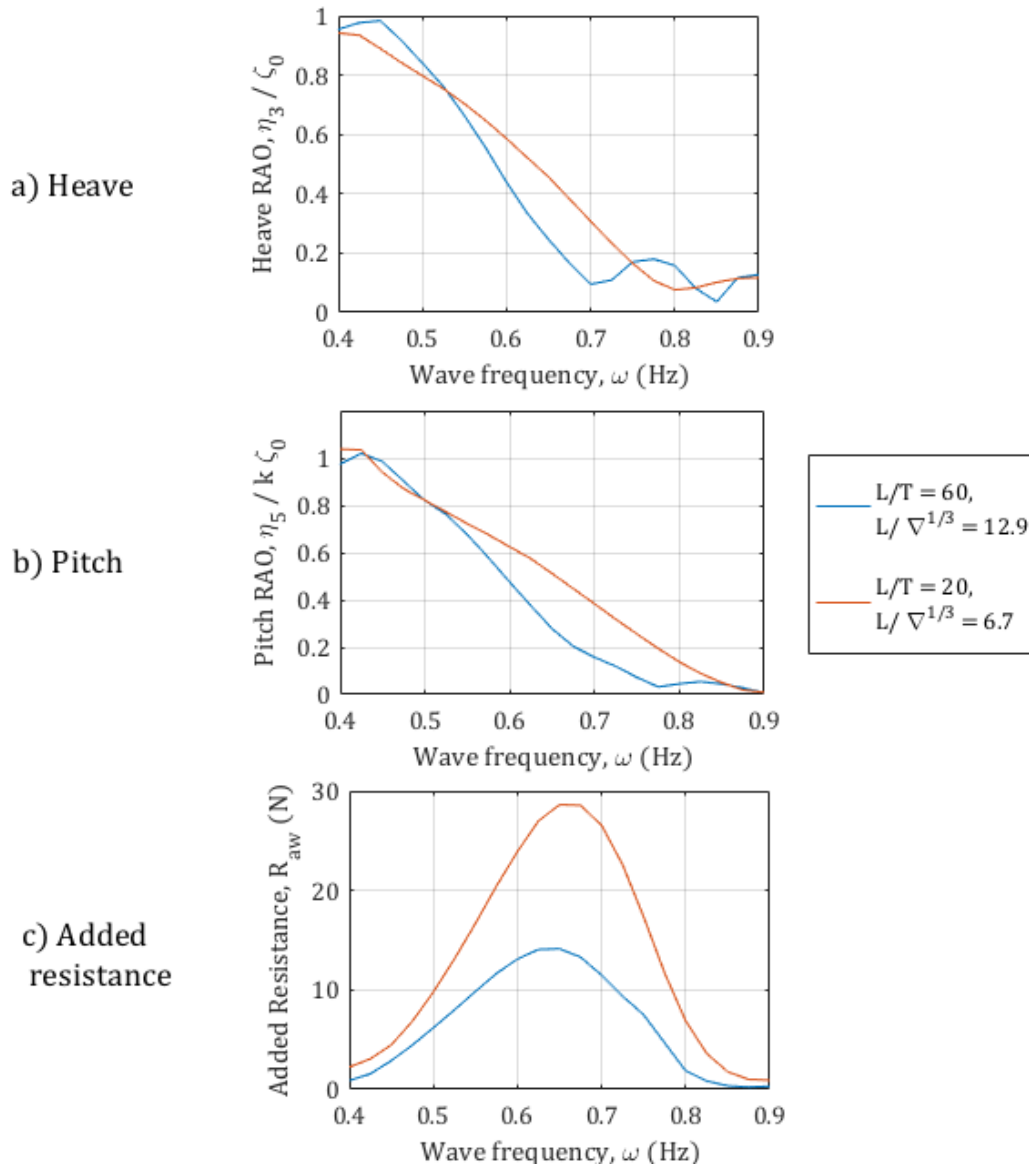 a) Heave
Heave RAO, η3 / ζ0
1
0.8
0.6
0.4
0.2
0
0.4 0.5 0.6 0.7 0.8 0.9
Wave frequency, ω (Hz)
b) Pitch
Pitch RAO, η5 / k ζ0
1
0.8
0.6
0.4
0.2
0
0.4 0.5 0.6 0.7 0.8 0.9
Wave frequency, ω (Hz)
L/T = 60,
L/ ∇^1/3 = 12.9
L/T = 20,
L/ ∇^1/3 = 6.7
c) Added
resistance
Added Resistance, Raw (N)
30
20
10
0
0.4 0.5 0.6 0.7 0.8 0.9
Wave frequency, ω (Hz)